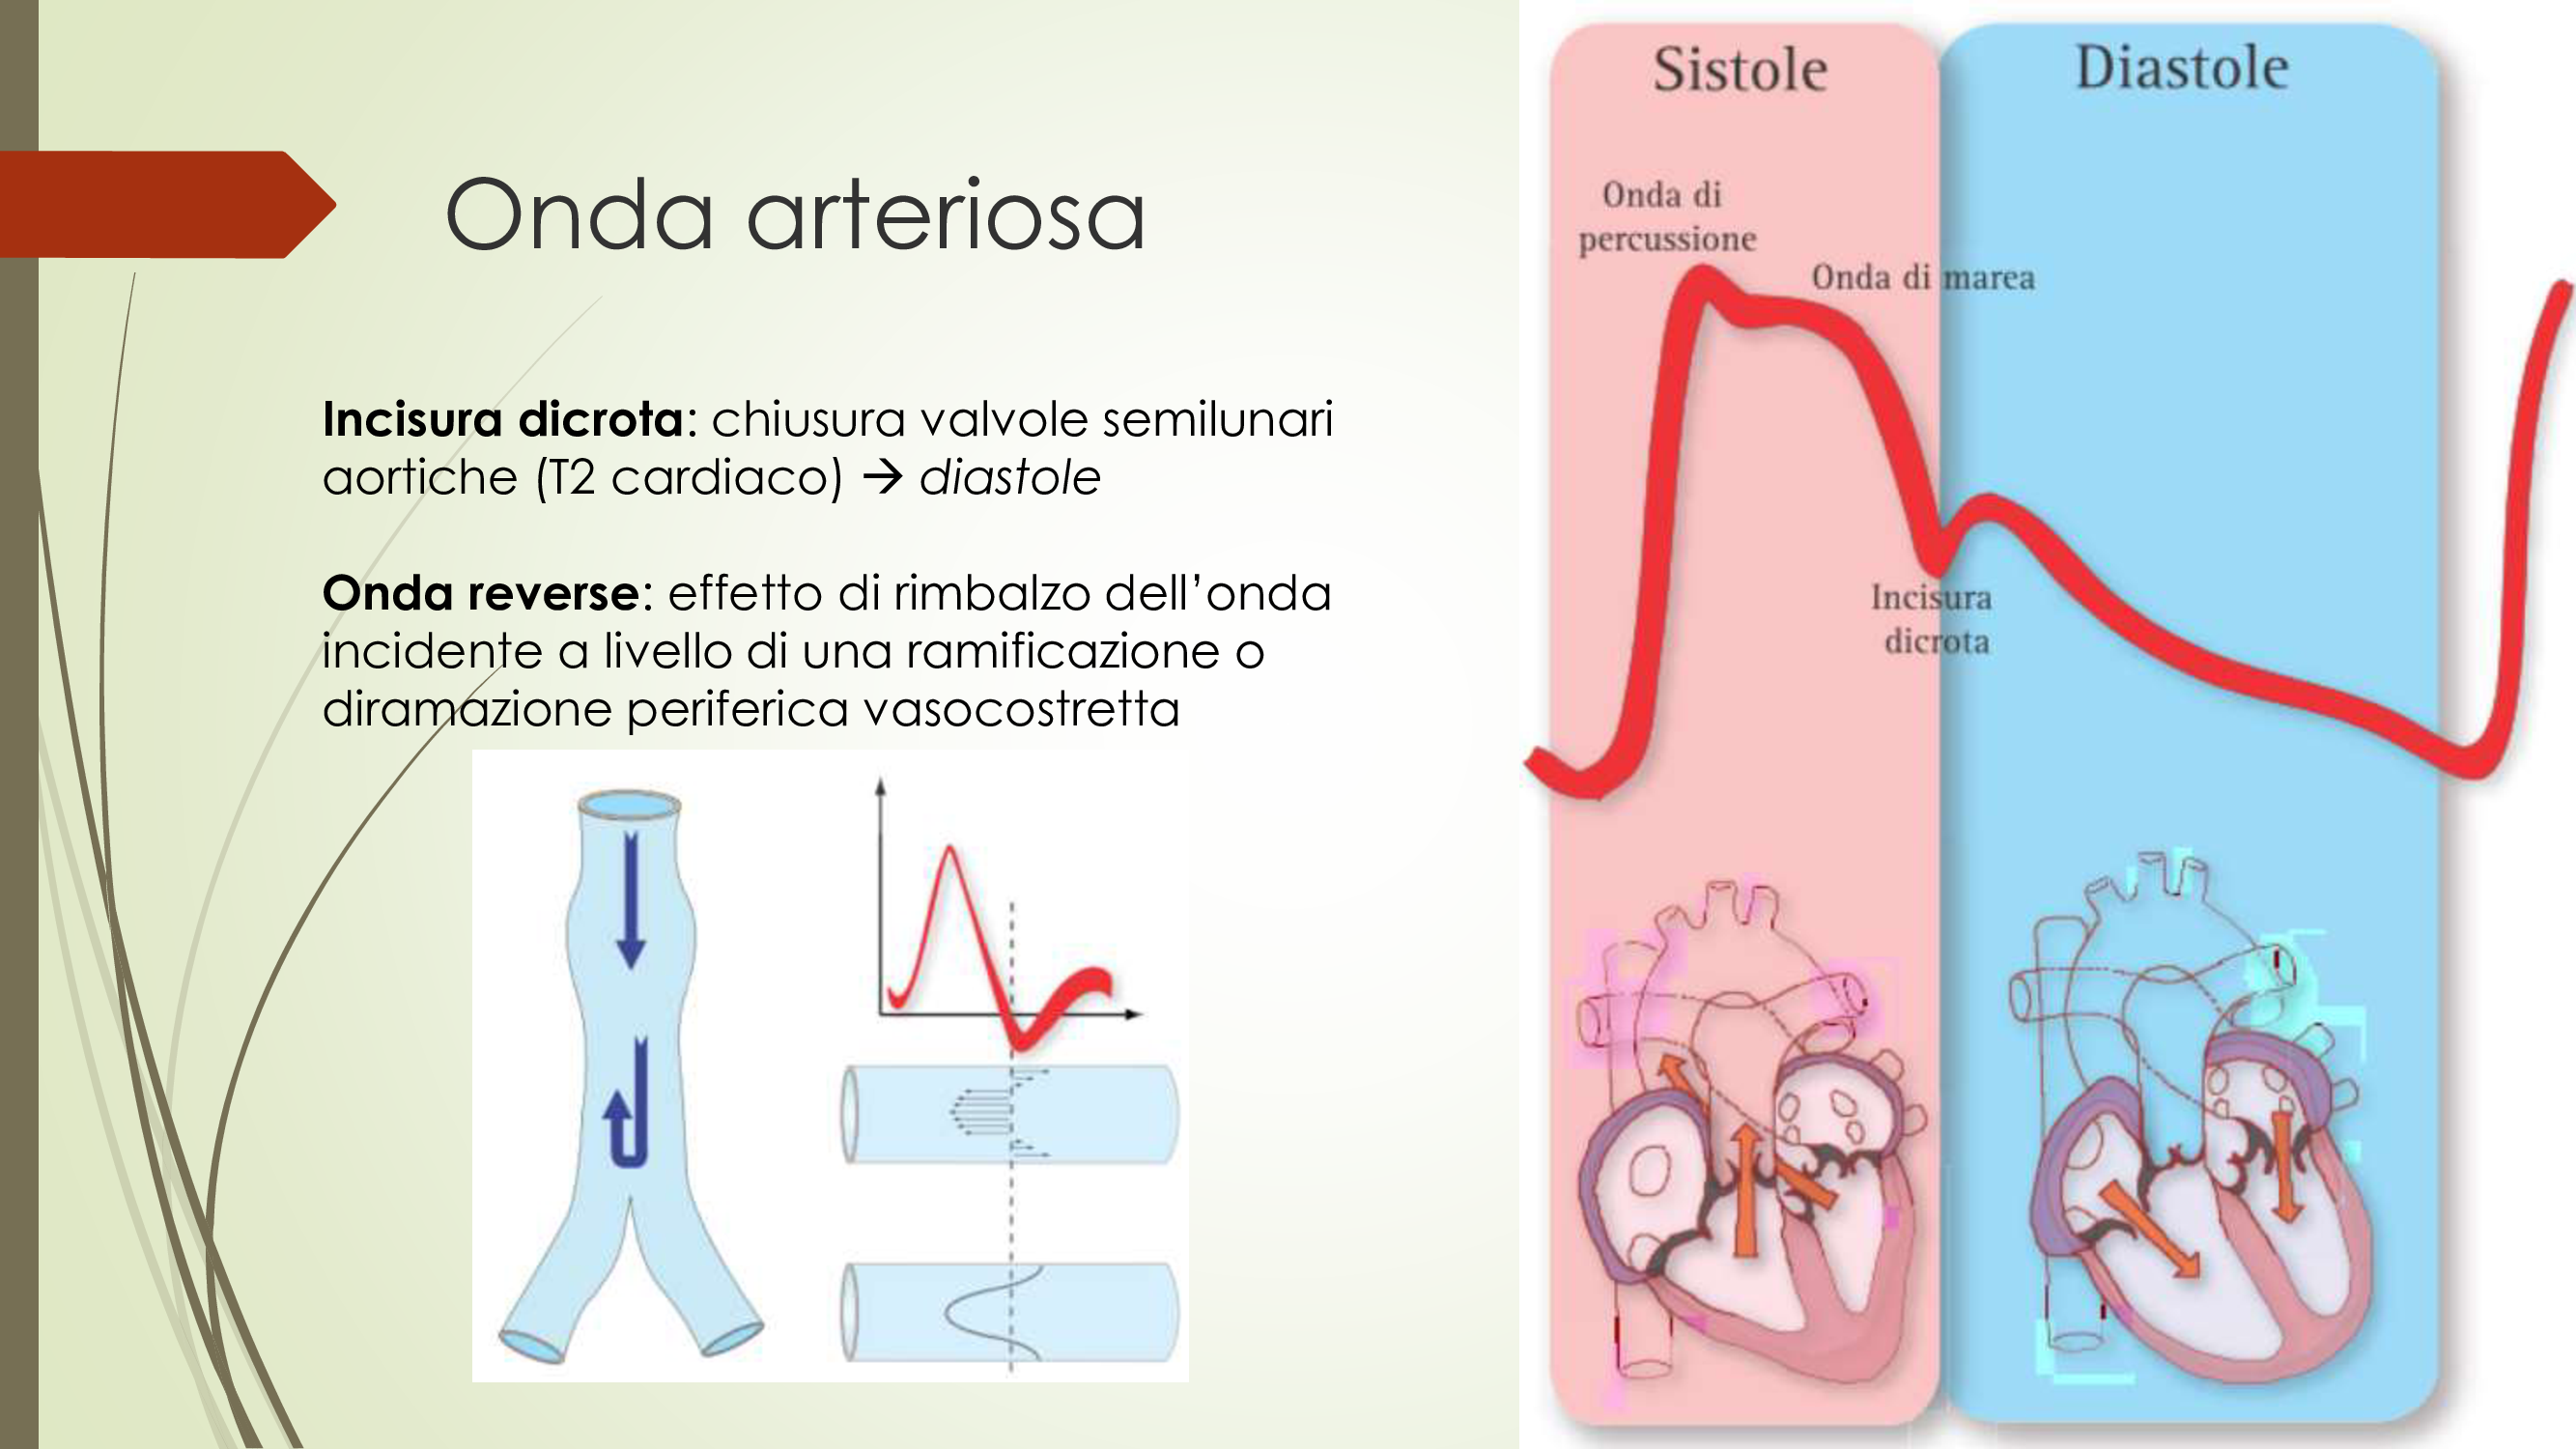 Onda arteriosa
Incisura dicrota: chiusura valvole semilunari
aortiche (T2 cardiaco) → diastole
Onda reverse: effetto di rimbalzo dell’onda
incidente a livello di una ramificazione o
diramazione periferica vasocostretta
Sistole
Diastole
Onda di
percussione
Onda di marea
Incisura
dicrota